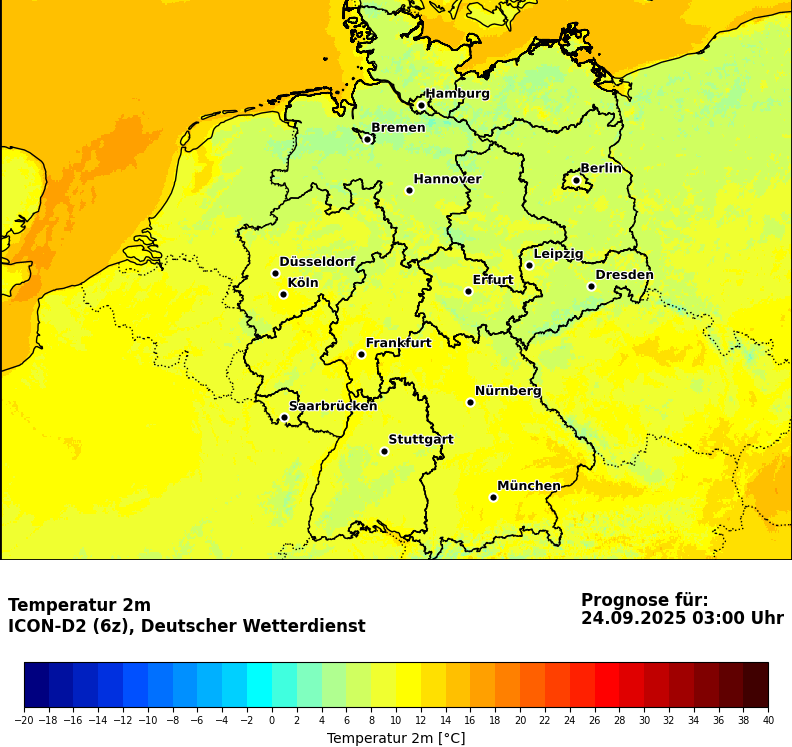 Hamburg
Bremen
Berlin
Hannover
Leipzig
Düsseldorf
Dresden
Köln
Erfurt
Frankfurt
Nürnberg
Saarbrücken
Stuttgart
München
Temperatur 2m
ICON-D2 (6z), Deutscher Wetterdienst
Prognose für:
24.09.2025 03:00 Uhr
−20 −18 −16 −14 −12 −10 −8 −6 −4 −2 0 2 4 6 8 10 12 14 16 18 20 22 24 26 28 30 32 34 36 38 40
Temperatur 2m [°C]